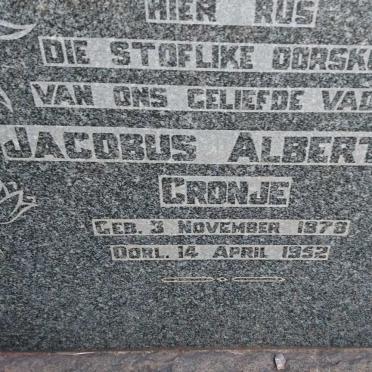 HIER RUS
DIE STOFLIKE OORSK
VAN ONS GELIEFDE VAD
JACOBUS ALBERT
CRONJE
GEB. 3 NOVEMBER 1878
OORL. 14 APRIL 1952